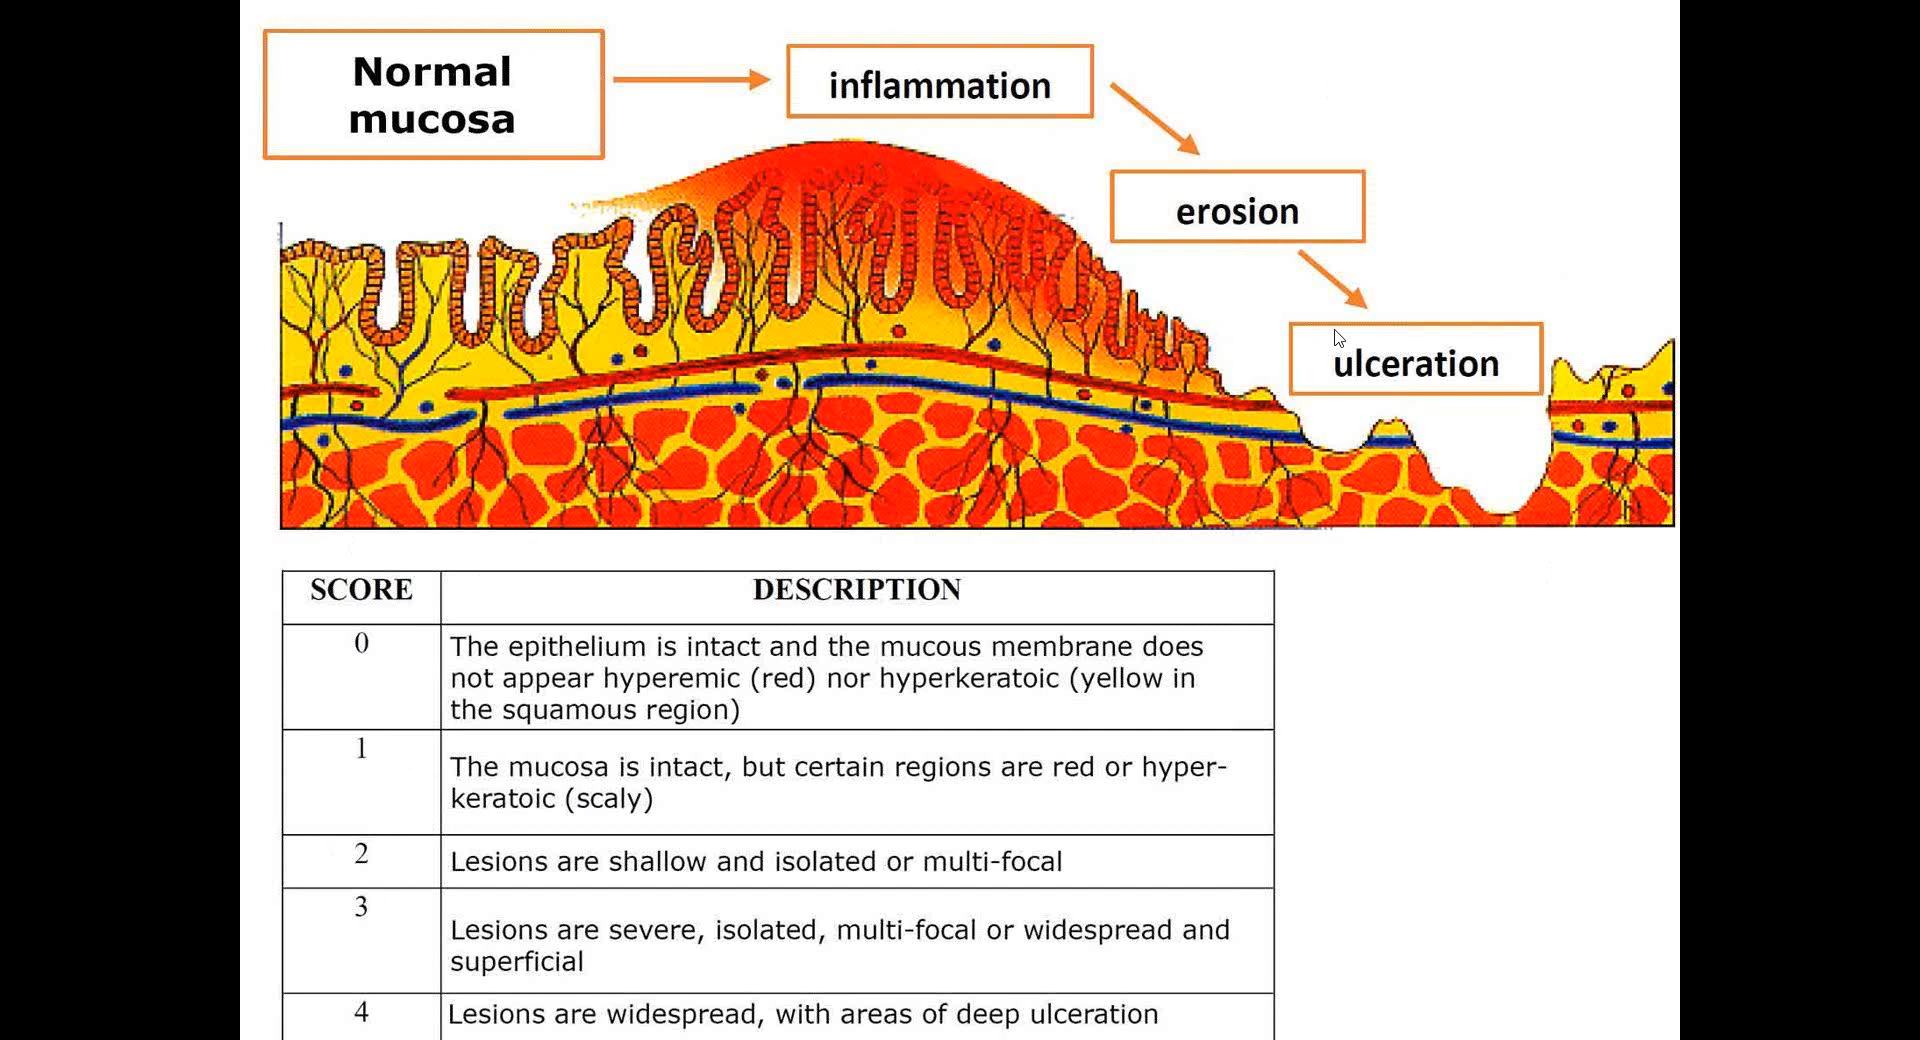 Normal
mucosa
inflammation
erosion
ulceration
SCORE DESCRIPTION
0 The epithelium is intact and the mucous membrane does
not appear hyperemic (red) nor hyperkeratoic (yellow in
the squamous region)
1 The mucosa is intact, but certain regions are red or hyper-
keratoic (scaly)
2 Lesions are shallow and isolated or multi-focal
3 Lesions are severe, isolated, multi-focal or widespread and
superficial
4 Lesions are widespread, with areas of deep ulceration